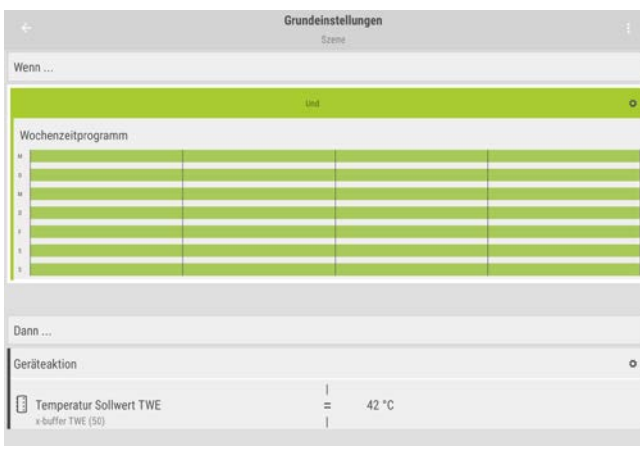 Grundeinstellungen
Szene
Wenn ...
Und
Wochenzeitprogramm
M
D
M
D
F
S
S
Dann ...
Geräteaktion
Temperatur Sollwert TWE = 42 °C
x-buffer TWE (50)